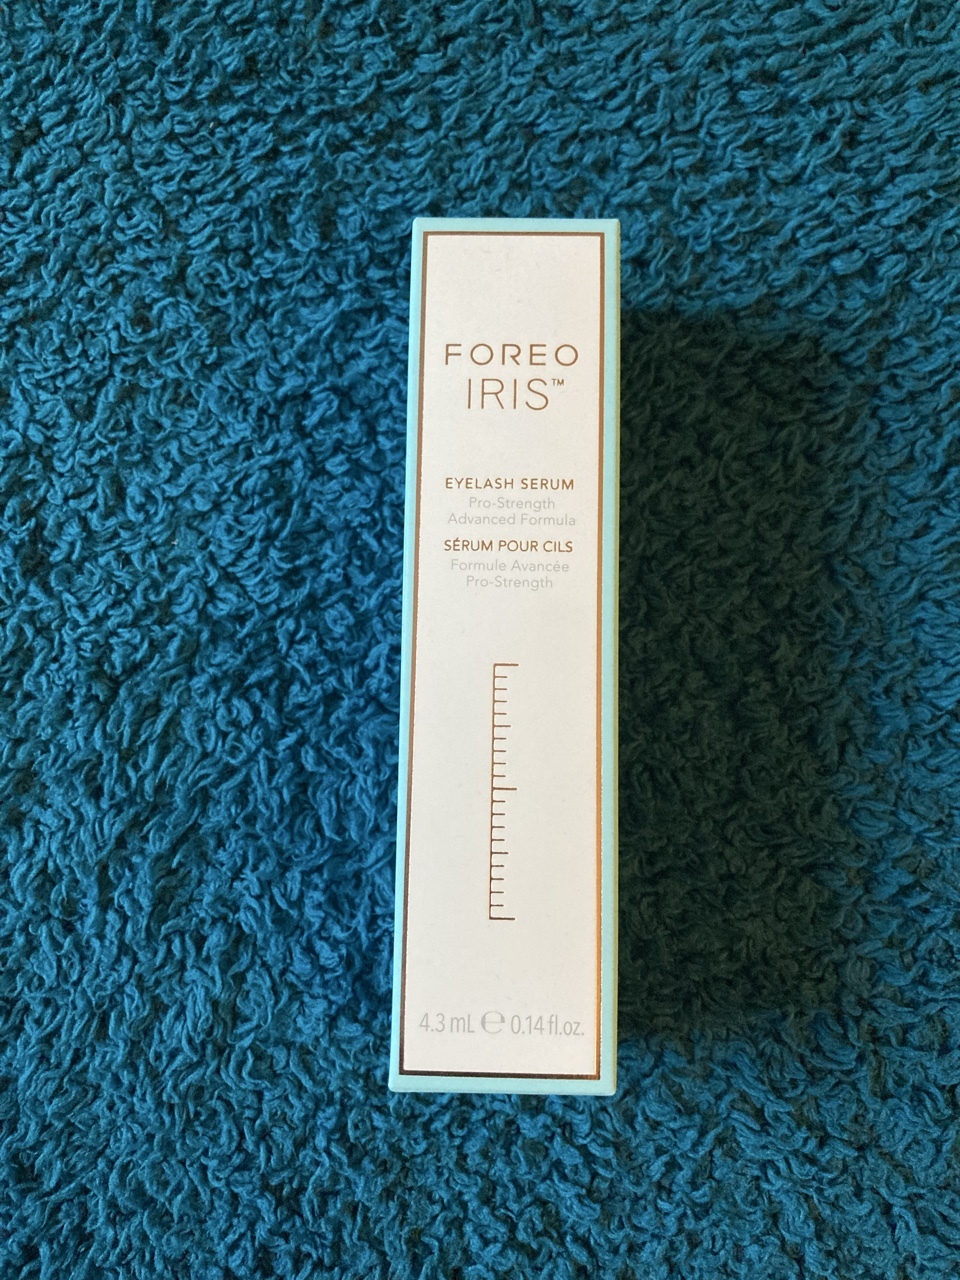 FOREO
IRIS™
EYELASH SERUM
Pro-Strength
Advanced Formula
SÉRUM POUR CILS
Formule Avancée
Pro-Strength
4.3 mL ℮ 0.14 fl.oz.